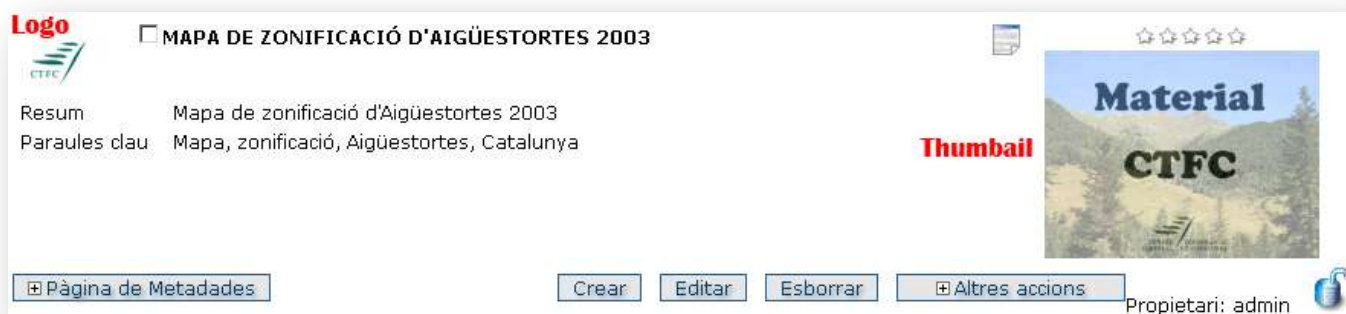 Logo
CTFC
MAPA DE ZONIFICACIÓ D'AIGÜESTORTES 2003
Resum Mapa de zonificació d'Aigüestortes 2003
Paraules clau Mapa, zonificació, Aigüestortes, Catalunya
Thumbail
Material
CTFC
Pàgina de Metadades
Crear
Editar
Esborrar
Altres accions
Propietari: admin